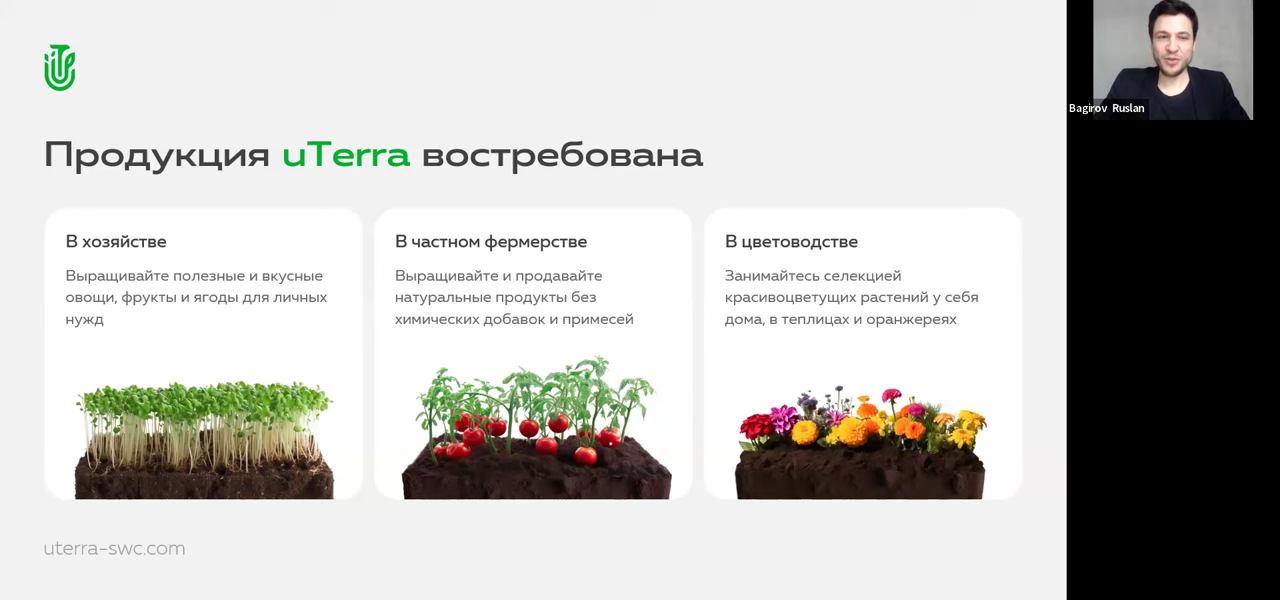 Продукция uTerra востребована
В хозяйстве
Выращивайте полезные и вкусные
овощи, фрукты и ягоды для личных
нужд
В частном фермерстве
Выращивайте и продавайте
натуральные продукты без
химических добавок и примесей
В цветоводстве
Занимайтесь селекцией
красивоцветущих растений у себя
дома, в теплицах и оранжереях
uterra-swc.com
Bagirov Ruslan